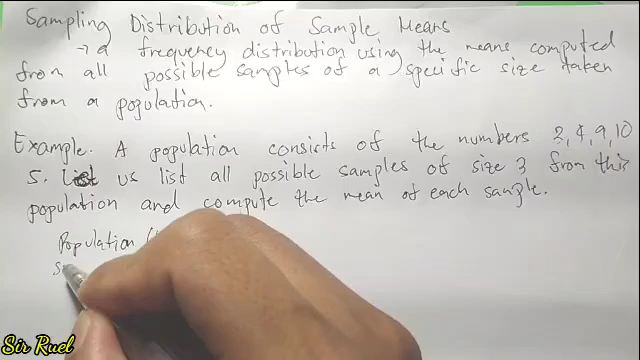 Sampling Distribution of Sample Means
→ a frequency distribution using the means computed
from all possible samples of a specific size taken
from a population.
Example. A population consists of the numbers 2, 4, 9, 10
5. Let us list all possible samples of size 3 from this
population and compute the mean of each sample.
Population
Sir Ruel